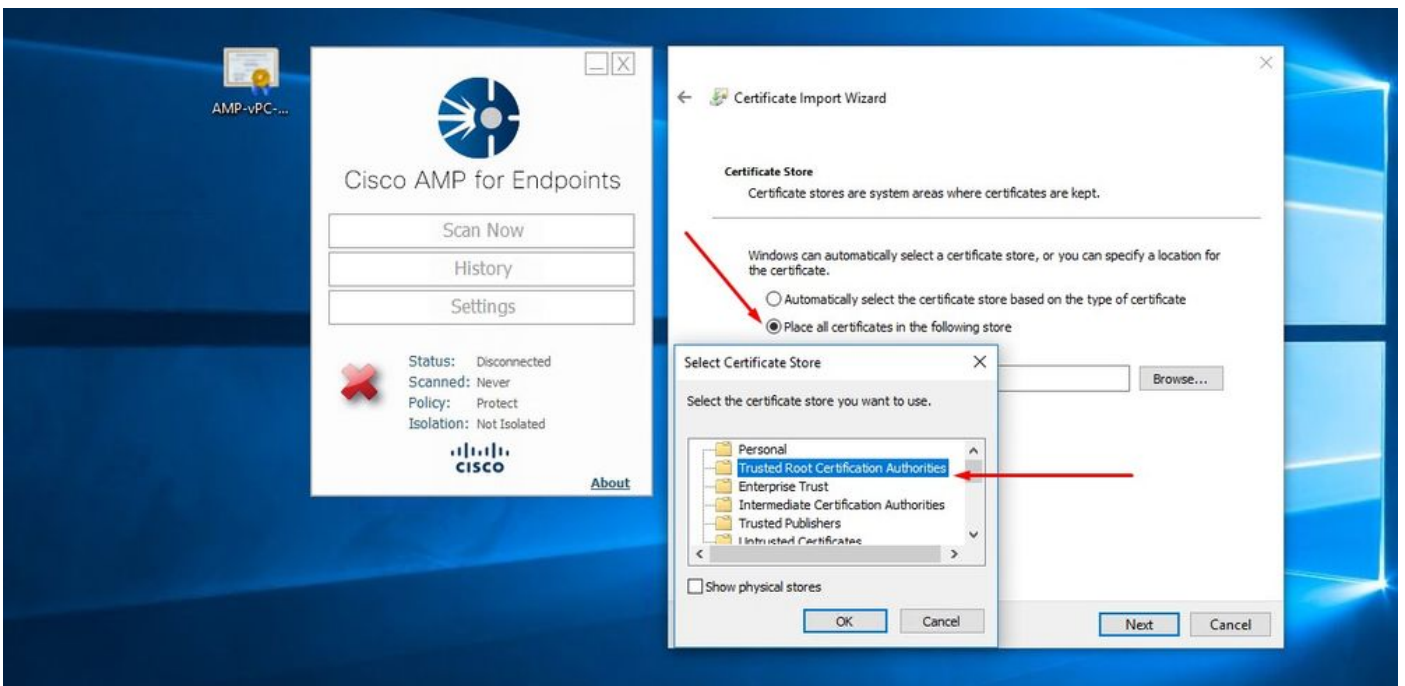 AMP-vPC-...
X
Cisco AMP for Endpoints
Scan Now
History
Settings
Status: Disconnected
Scanned: Never
Policy: Protect
Isolation: Not Isolated
CISCO
About
Certificate Import Wizard
Certificate Store
Certificate stores are system areas where certificates are kept.
Windows can automatically select a certificate store, or you can specify a location for
the certificate.
Automatically select the certificate store based on the type of certificate
Place all certificates in the following store
Browse...
Select Certificate Store
Select the certificate store you want to use.
Personal
Trusted Root Certification Authorities
Enterprise Trust
Intermediate Certification Authorities
Trusted Publishers
Untrusted Certificates
Show physical stores
OK
Cancel
Next
Cancel